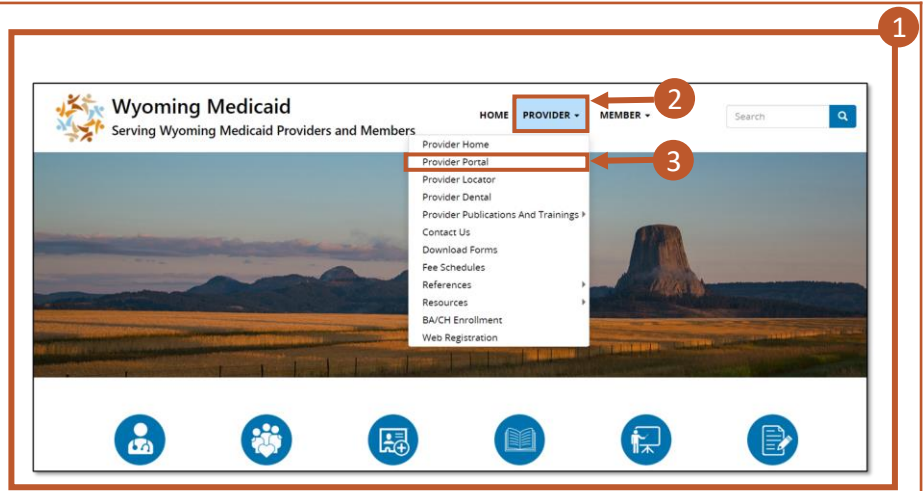 1
Wyoming Medicaid
Serving Wyoming Medicaid Providers and Members
HOME PROVIDER MEMBER
2
Search
Provider Home
Provider Portal
3
Provider Locator
Provider Dental
Provider Publications And Trainings
Contact Us
Download Forms
Fee Schedules
References
Resources
BA/CH Enrollment
Web Registration